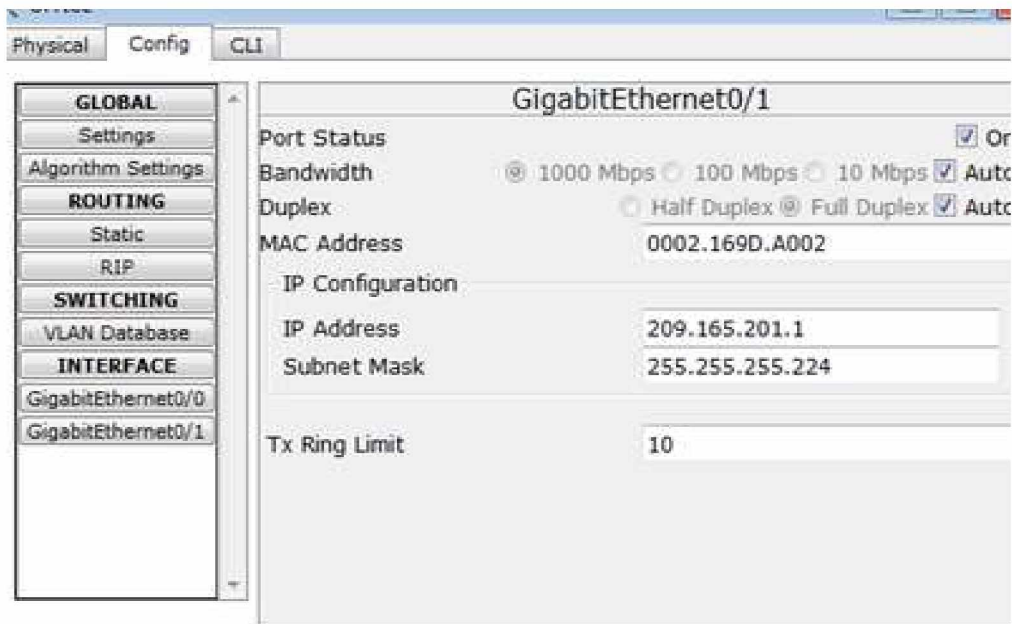 Physical Config CLI
GLOBAL
Settings
Algorithm Settings
ROUTING
Static
RIP
SWITCHING
VLAN Database
INTERFACE
GigabitEthernet0/0
GigabitEthernet0/1
GigabitEthernet0/1
Port Status
Bandwidth 1000 Mbps 100 Mbps 10 Mbps Auto
Duplex Half Duplex Full Duplex Auto
MAC Address 0002.169D.A002
IP Configuration
IP Address 209.165.201.1
Subnet Mask 255.255.255.224
Tx Ring Limit 10